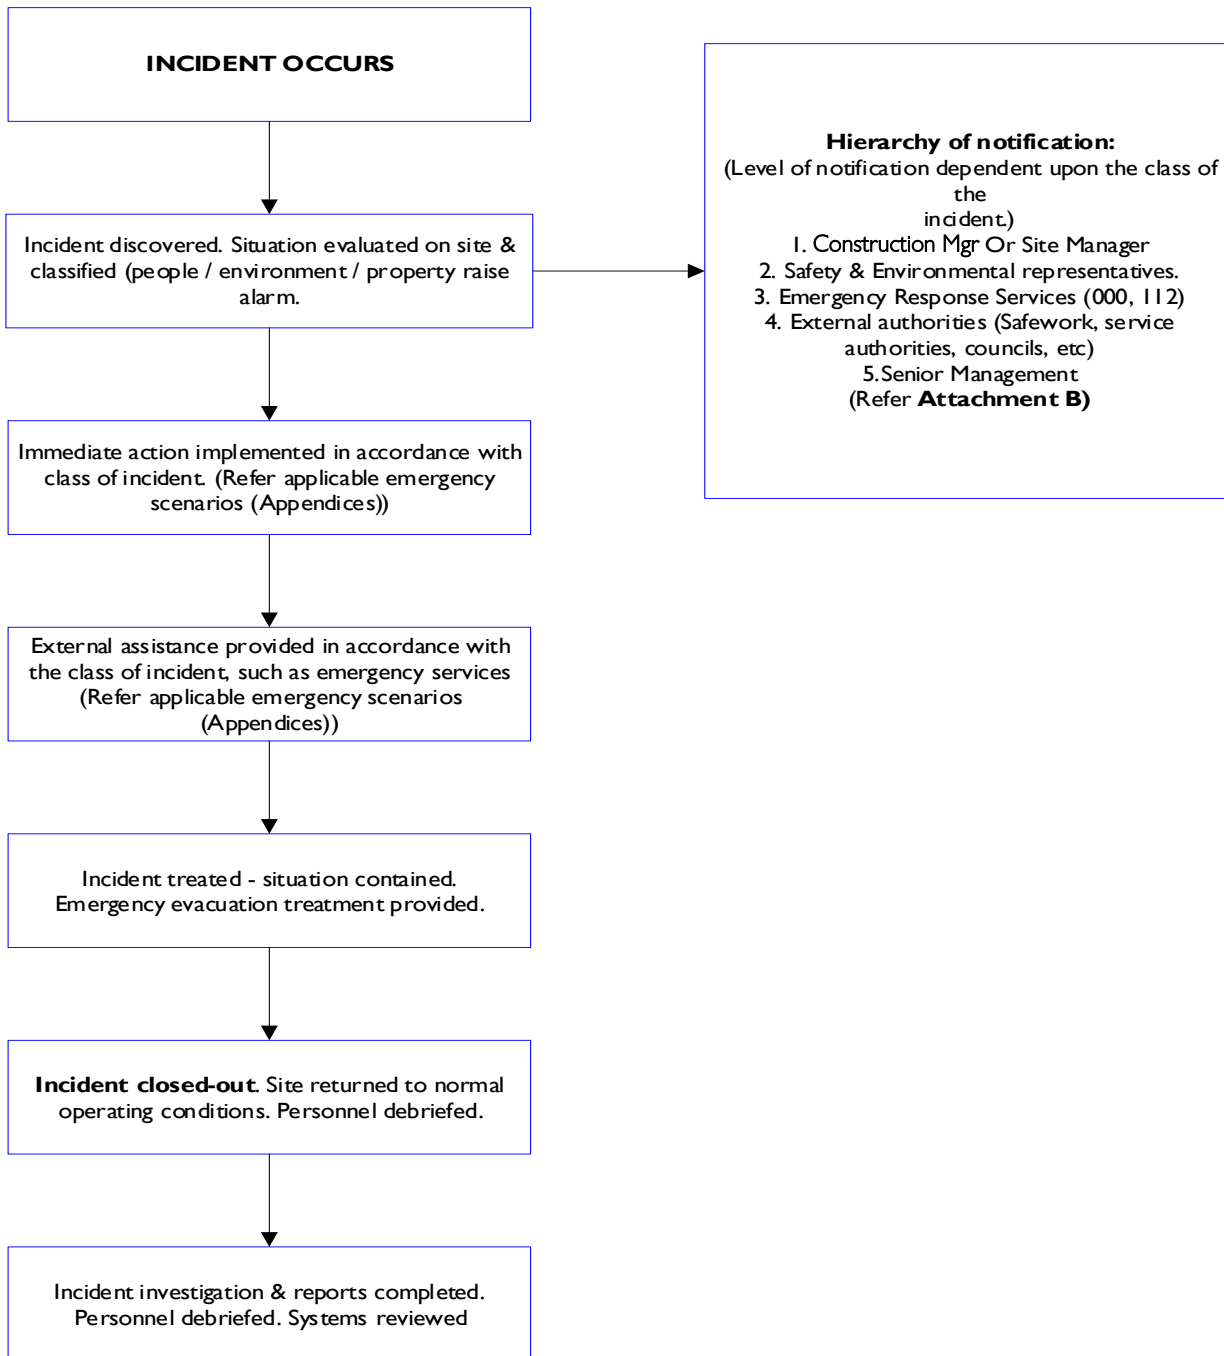 INCIDENT OCCURS
Incident discovered. Situation evaluated on site &
classified (people / environment / property raise
alarm.
Hierarchy of notification:
(Level of notification dependent upon the class of
the
incident.)
1. Construction Mgr Or Site Manager
2. Safety & Environmental representatives.
3. Emergency Response Services (000, 112)
4. External authorities (Safework, service
authorities, councils, etc)
5.Senior Management
(Refer Attachment B)
Immediate action implemented in accordance with
class of incident. (Refer applicable emergency
scenarios (Appendices))
External assistance provided in accordance with
the class of incident, such as emergency services
(Refer applicable emergency scenarios
(Appendices))
Incident treated - situation contained.
Emergency evacuation treatment provided.
Incident closed-out. Site returned to normal
operating conditions. Personnel debriefed.
Incident investigation & reports completed.
Personnel debriefed. Systems reviewed